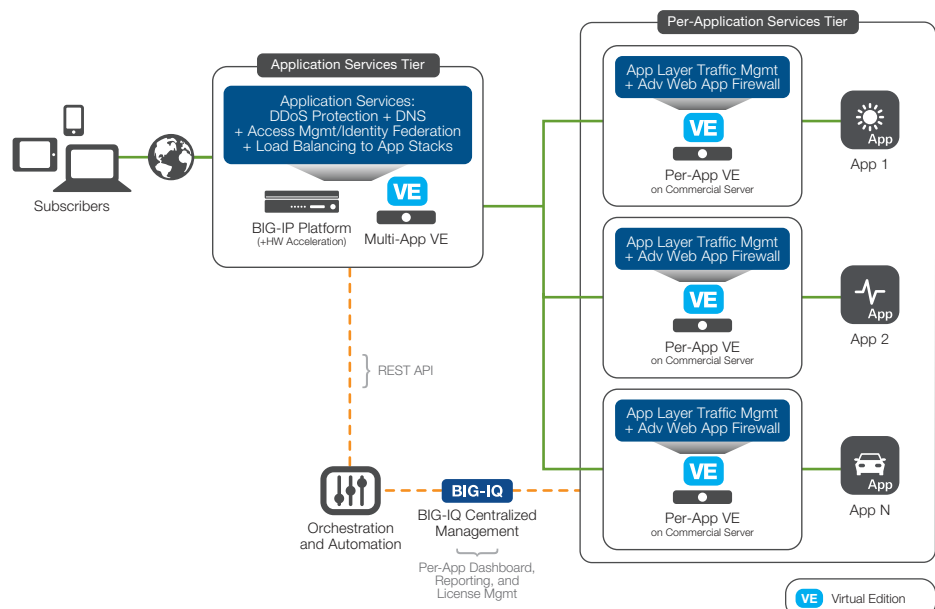 Per-Application Services Tier
Application Services Tier
Application Services:
DDoS Protection + DNS
+ Access Mgmt/Identity Federation
+ Load Balancing to App Stacks
Subscribers
BIG-IP Platform
(+HW Acceleration)
VE
Multi-App VE
App Layer Traffic Mgmt
+ Adv Web App Firewall
VE
Per-App VE
on Commercial Server
App
App 1
App Layer Traffic Mgmt
+ Adv Web App Firewall
VE
Per-App VE
on Commercial Server
App
App 2
REST API
App Layer Traffic Mgmt
+ Adv Web App Firewall
VE
Per-App VE
on Commercial Server
App
App N
Orchestration
and Automation
BIG-IQ
BIG-IQ Centralized
Management
Per-App Dashboard,
Reporting, and
License Mgmt
VE Virtual Edition